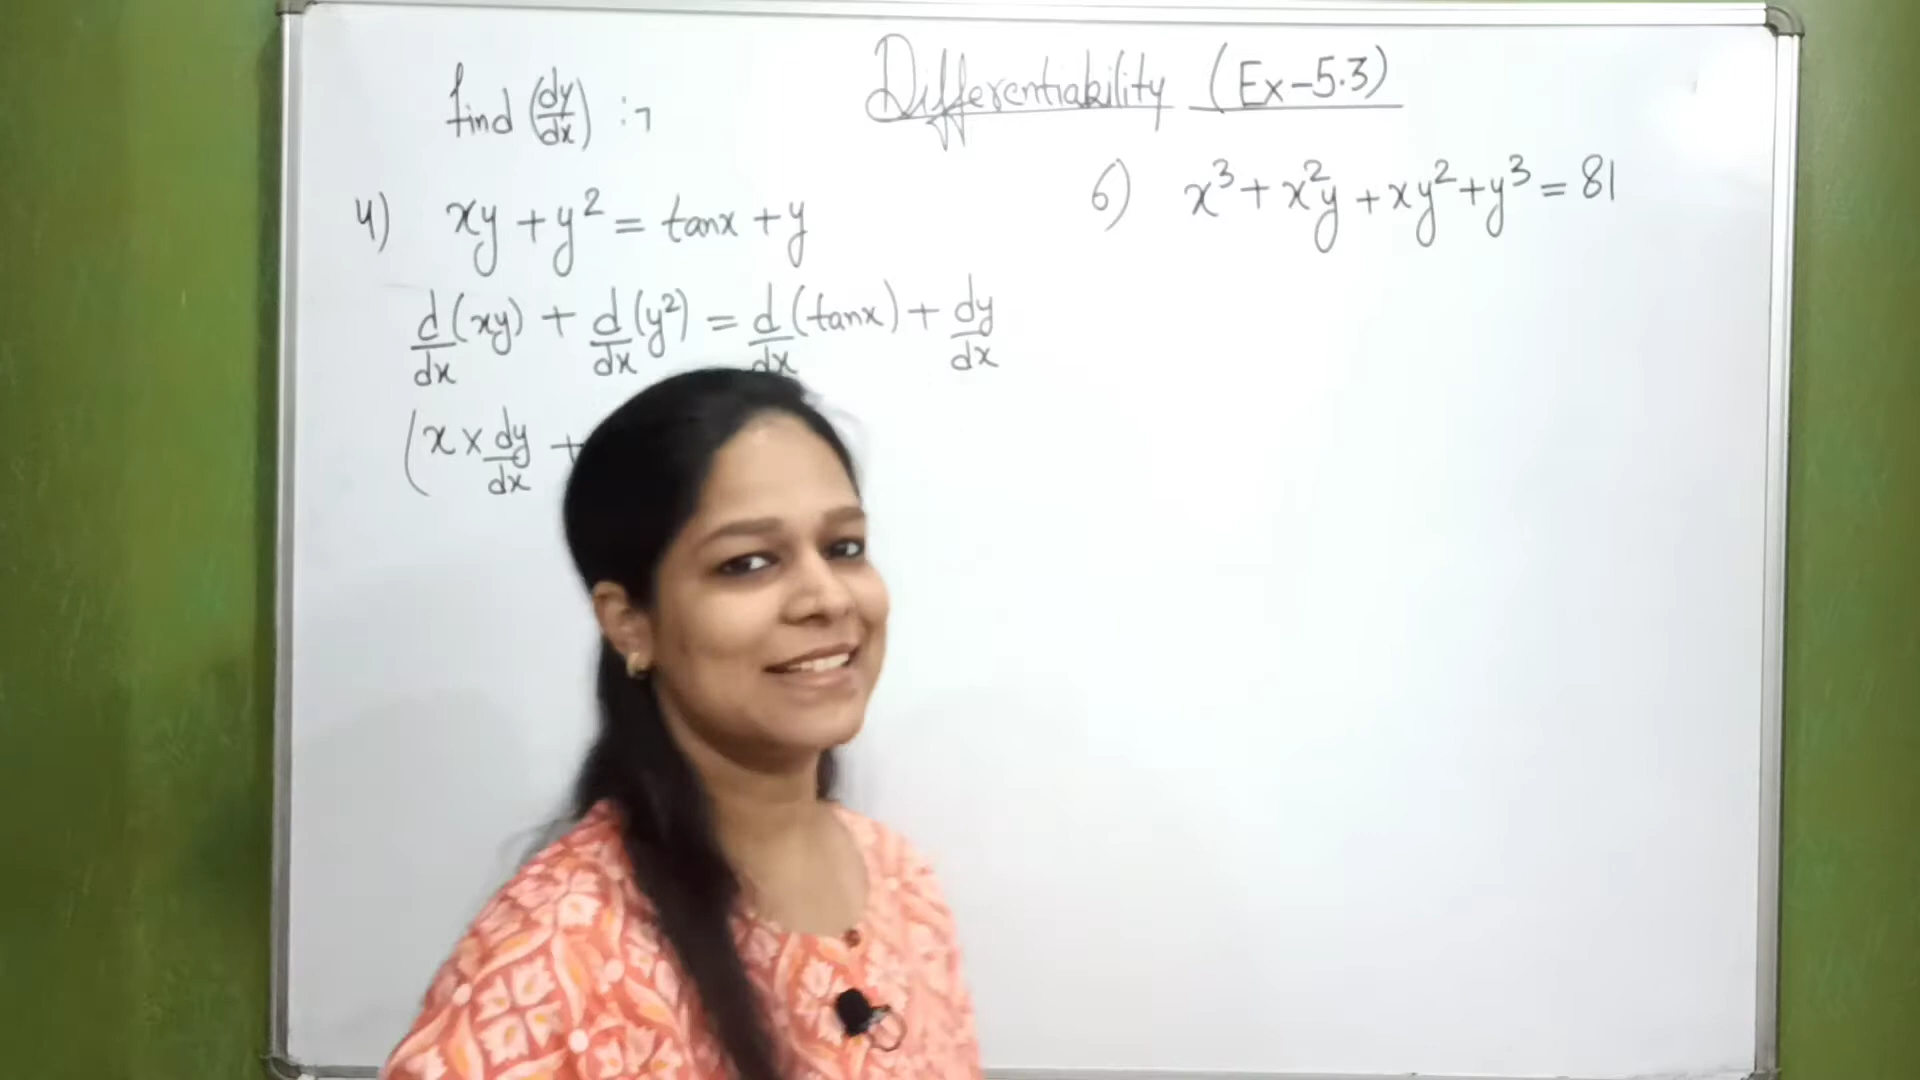 Differentiability (Ex-5.3)
find (dy/dx) :-
4) xy + y² = tanx + y
d/dx (xy) + d/dx (y²) = d/dx (tanx) + dy/dx
(x × dy/dx +
6) x³ + x²y + xy² + y³ = 81